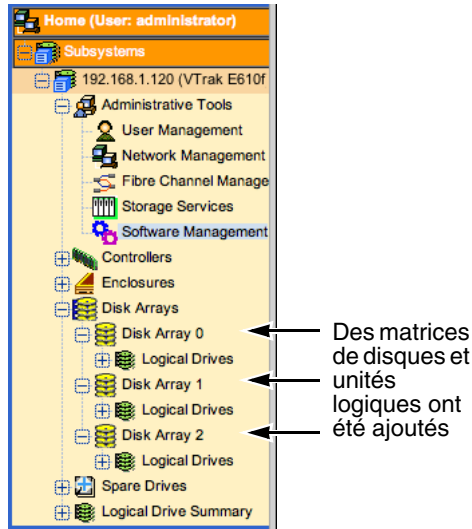 Home (User: administrator)
Subsystems
192.168.1.120 (VTrak E610f
Administrative Tools
User Management
Network Management
Fibre Channel Manage
Storage Services
Software Management
Controllers
Enclosures
Disk Arrays
Disk Array 0
Logical Drives
Disk Array 1
Logical Drives
Disk Array 2
Logical Drives
Spare Drives
Logical Drive Summary
Des matrices
de disques et
unités
logiques ont
été ajoutés